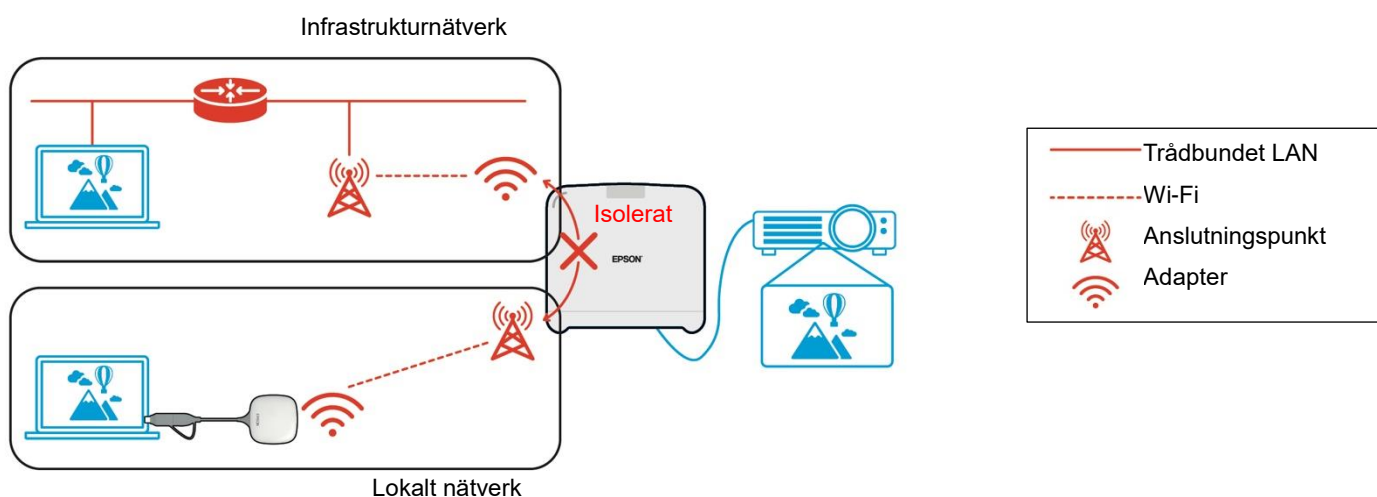 Infrastrukturnätverk
Isolerat
EPSON
Lokalt nätverk
Trådbundet LAN
Wi-Fi
Anslutningspunkt
Adapter